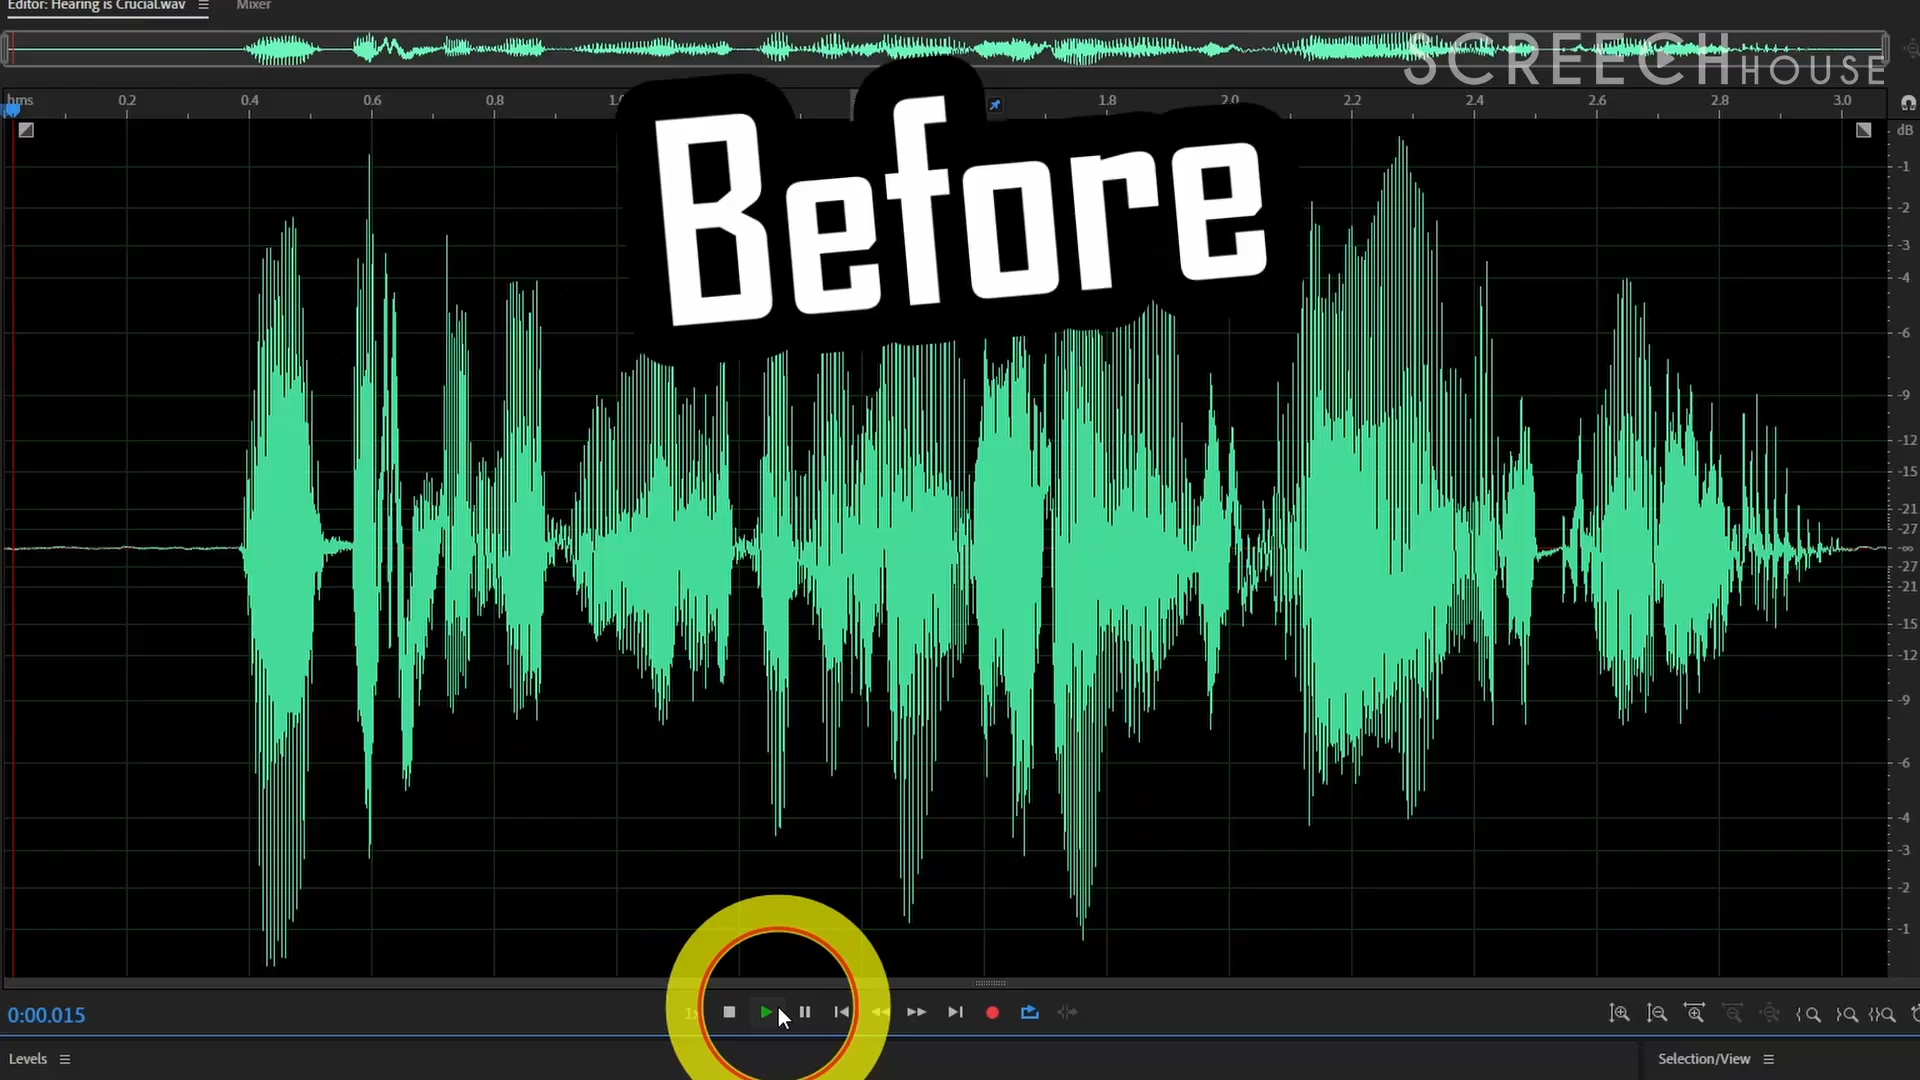 Editor: Hearing is Crucial.wav
Mixer
SCREECH HOUSE
hms 0.2 0.4 0.6 0.8 1.8 2.0 2.2 2.4 2.6 2.8 3.0
Before
dB
-1
-2
-3
-4
-6
-9
-12
-15
-21
-27
-∞
-27
-21
-15
-12
-9
-6
-4
-3
-2
-1
0:00.015
Levels
Selection/View